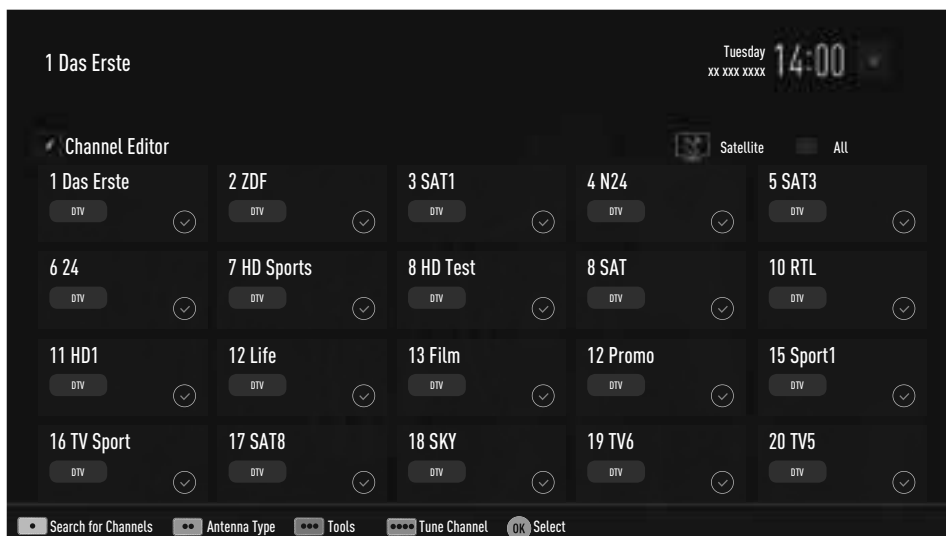 1 Das Erste
Tuesday
xx xxx xxxx
14:00
Channel Editor
Satellite
All
1 Das Erste
DTV
2 ZDF
DTV
3 SAT1
DTV
4 N24
DTV
5 SAT3
DTV
6 24
DTV
7 HD Sports
DTV
8 HD Test
DTV
8 SAT
DTV
10 RTL
DTV
11 HD1
DTV
12 Life
DTV
13 Film
DTV
12 Promo
DTV
15 Sport1
DTV
16 TV Sport
DTV
17 SAT8
DTV
18 SKY
DTV
19 TV6
DTV
20 TV5
DTV
Search for Channels
Antenna Type
Tools
Tune Channel
OK Select